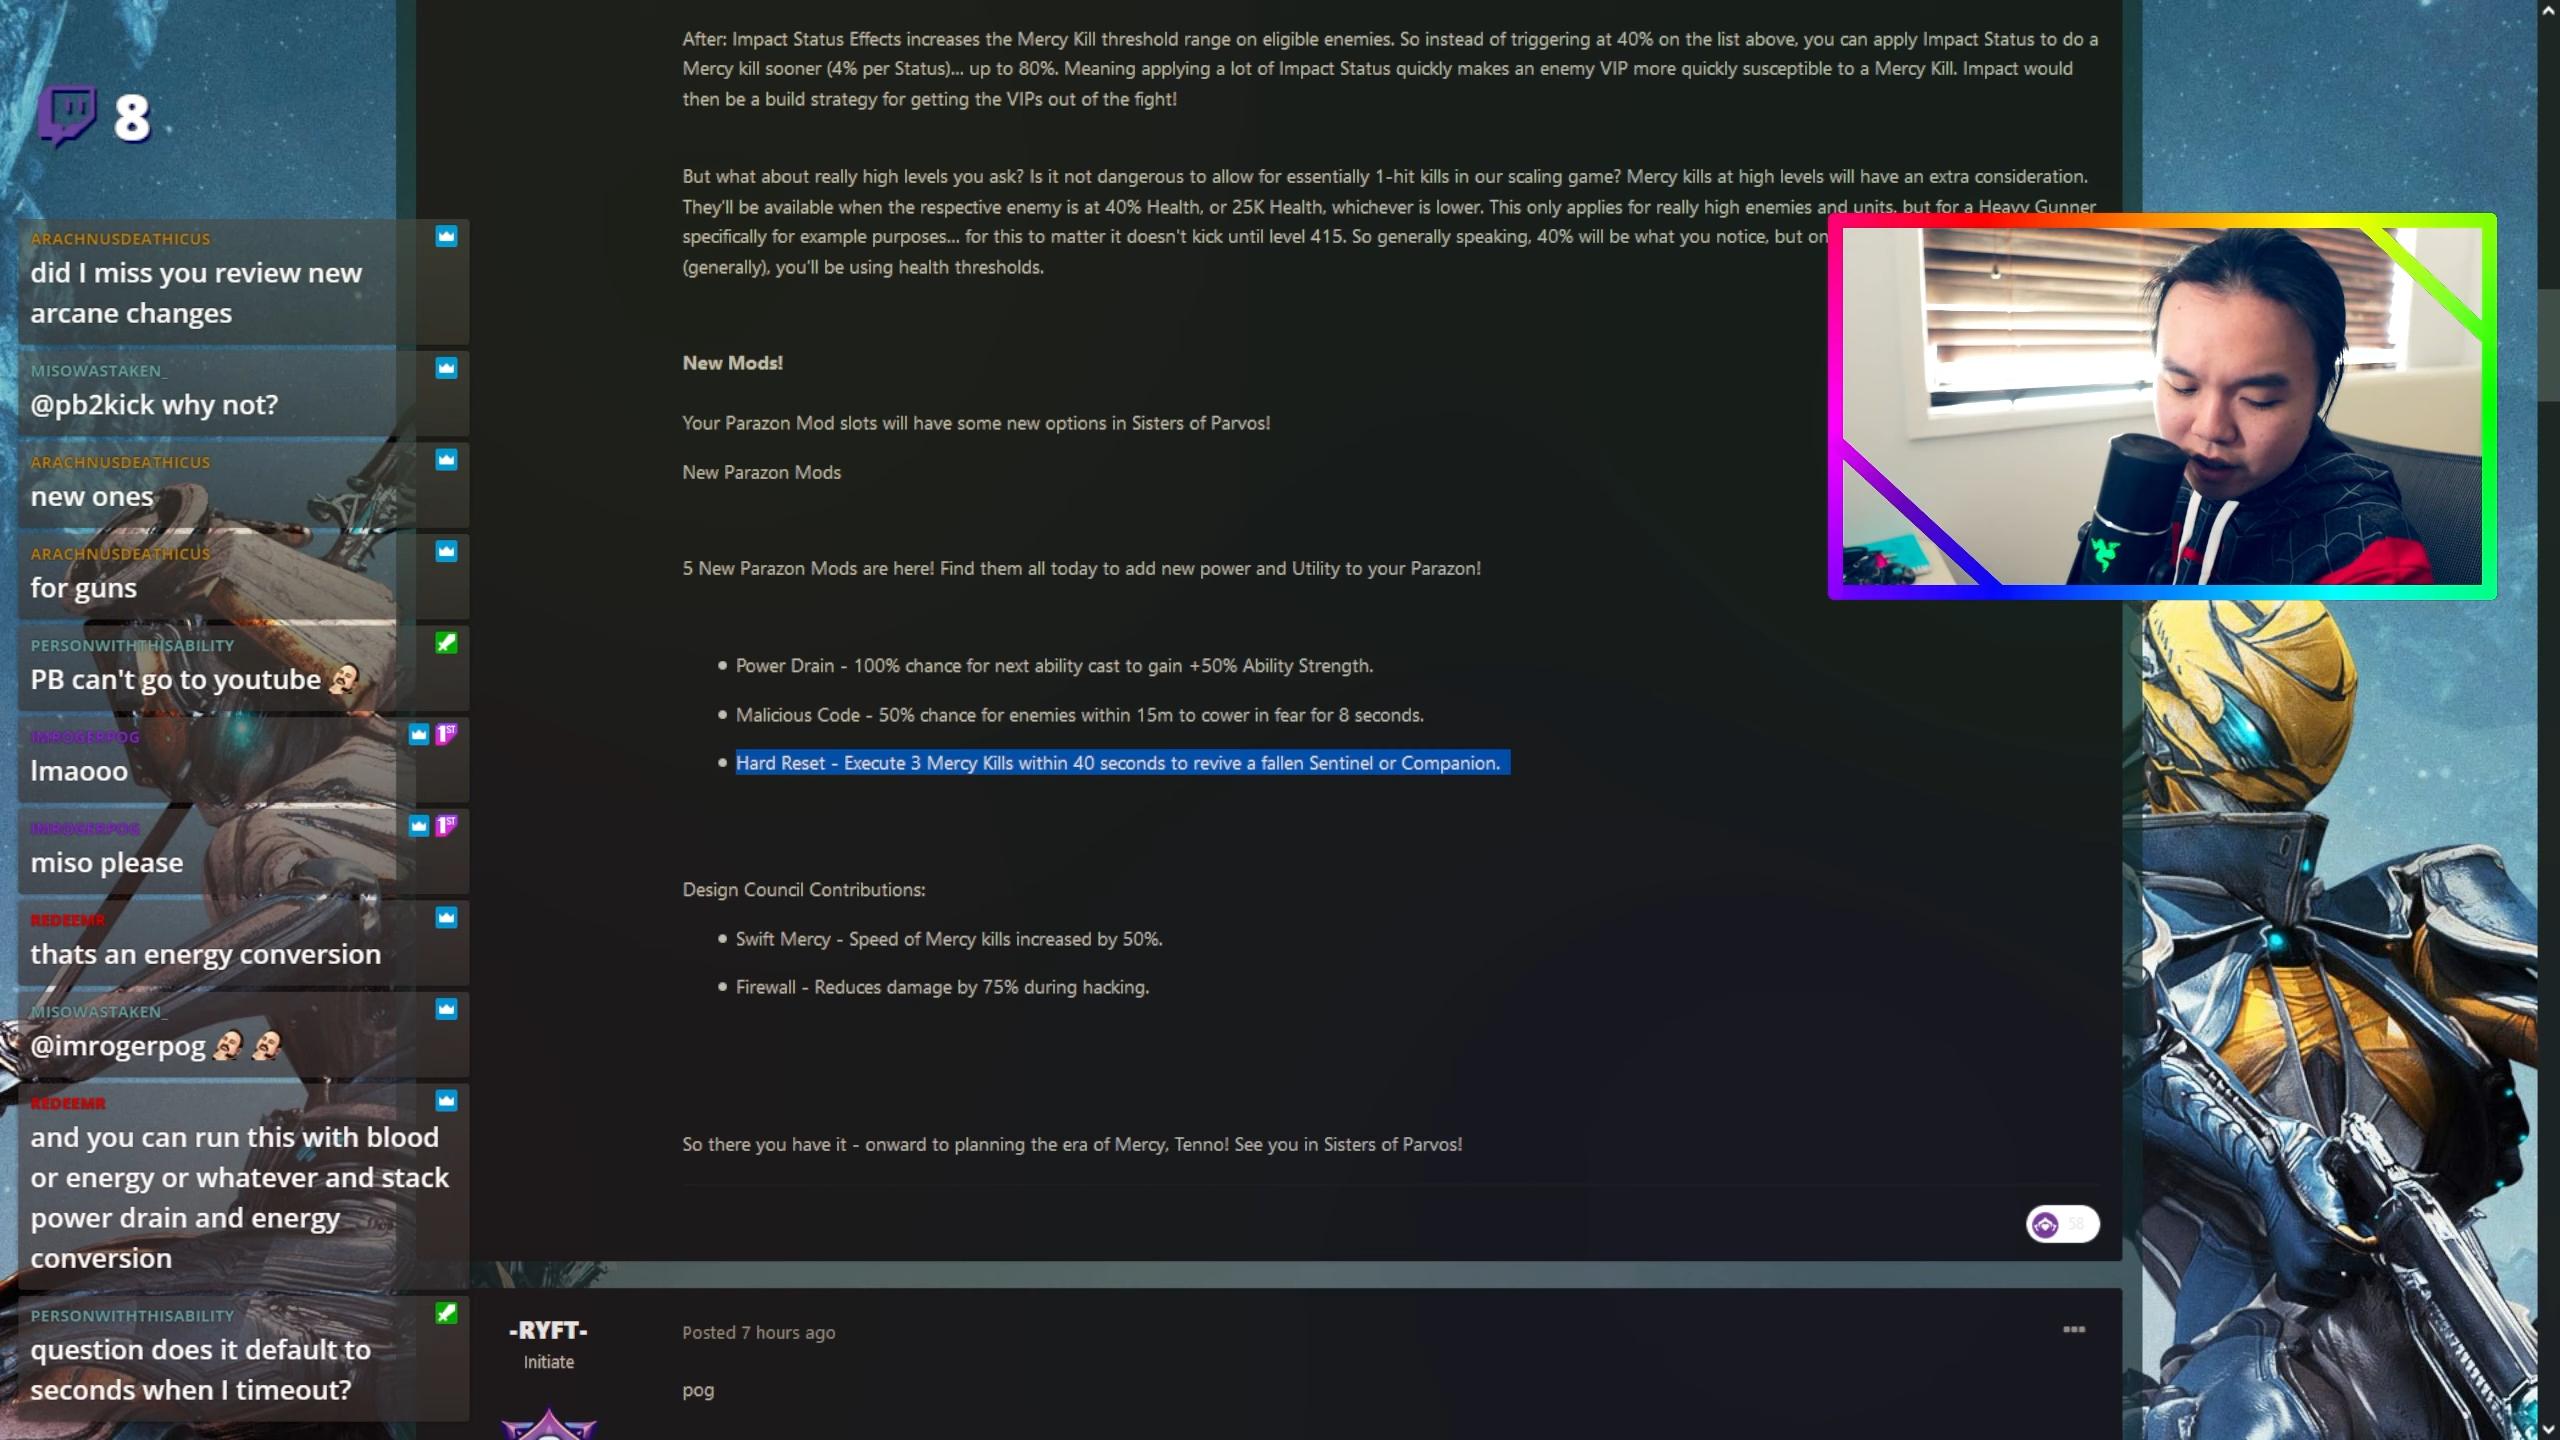 8
ARACHNUSDEATHICUS
did I miss you review new
arcane changes
MISOWASTAKEN_
@pb2kick why not?
ARACHNUSDEATHICUS
new ones
ARACHNUSDEATHICUS
for guns
PERSONWITHTHISABILITY
PB can't go to youtube
IMROGERPOG
1ST
lmaooo
IMROGERPOG
1ST
miso please
REDEEMR
thats an energy conversion
MISOWASTAKEN_
@imrogerpog
REDEEMR
and you can run this with blood
or energy or whatever and stack
power drain and energy
conversion
PERSONWITHTHISABILITY
question does it default to
seconds when I timeout?
After: Impact Status Effects increases the Mercy Kill threshold range on eligible enemies. So instead of triggering at 40% on the list above, you can apply Impact Status to do a
Mercy kill sooner (4% per Status)... up to 80%. Meaning applying a lot of Impact Status quickly makes an enemy VIP more quickly susceptible to a Mercy Kill. Impact would
then be a build strategy for getting the VIPs out of the fight!
But what about really high levels you ask? Is it not dangerous to allow for essentially 1-hit kills in our scaling game? Mercy kills at high levels will have an extra consideration.
They'll be available when the respective enemy is at 40% Health, or 25K Health, whichever is lower. This only applies for really high enemies and units, but for a Heavy Gunner
specifically for example purposes... for this to matter it doesn't kick until level 415. So generally speaking, 40% will be what you notice, but on
(generally), you'll be using health thresholds.
New Mods!
Your Parazon Mod slots will have some new options in Sisters of Parvos!
New Parazon Mods
5 New Parazon Mods are here! Find them all today to add new power and Utility to your Parazon!
Power Drain - 100% chance for next ability cast to gain +50% Ability Strength.
Malicious Code - 50% chance for enemies within 15m to cower in fear for 8 seconds.
Hard Reset - Execute 3 Mercy Kills within 40 seconds to revive a fallen Sentinel or Companion.
Design Council Contributions:
Swift Mercy - Speed of Mercy kills increased by 50%.
Firewall - Reduces damage by 75% during hacking.
So there you have it - onward to planning the era of Mercy, Tenno! See you in Sisters of Parvos!
58
-RYFT-
Initiate
Posted 7 hours ago
pog